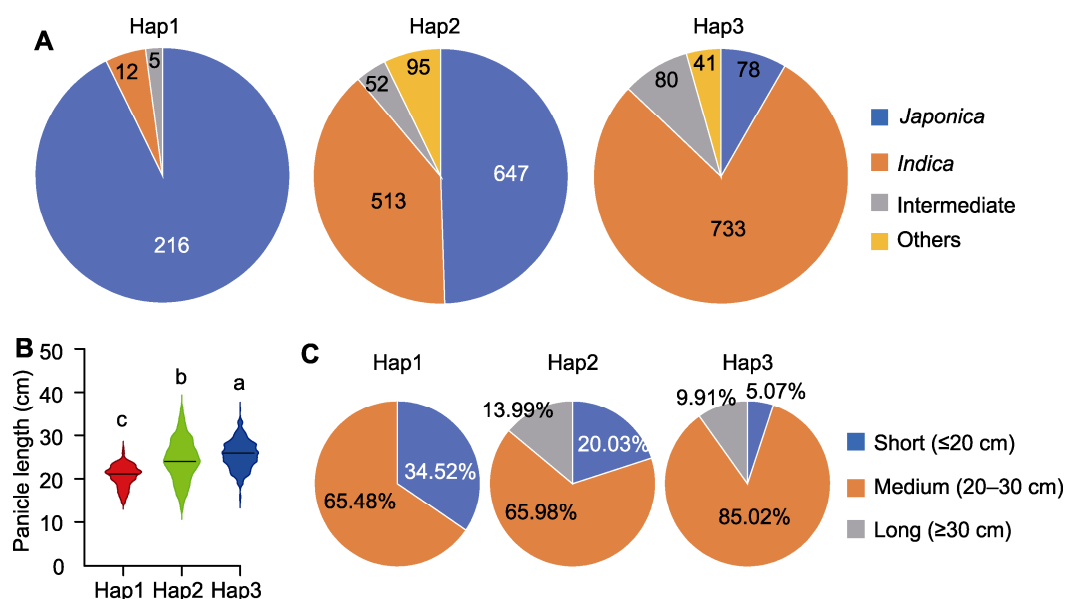 A
Hap1
Hap2
Hap3
5
12
216
95
52
513
647
41
78
80
733
Japonica
Indica
Intermediate
Others
B
Panicle length (cm)
50
40
30
20
10
0
c
b
a
Hap1 Hap2 Hap3
C
Hap1
Hap2
Hap3
34.52%
65.48%
13.99%
20.03%
65.98%
9.91%
5.07%
85.02%
Short (≤20 cm)
Medium (20–30 cm)
Long (≥30 cm)